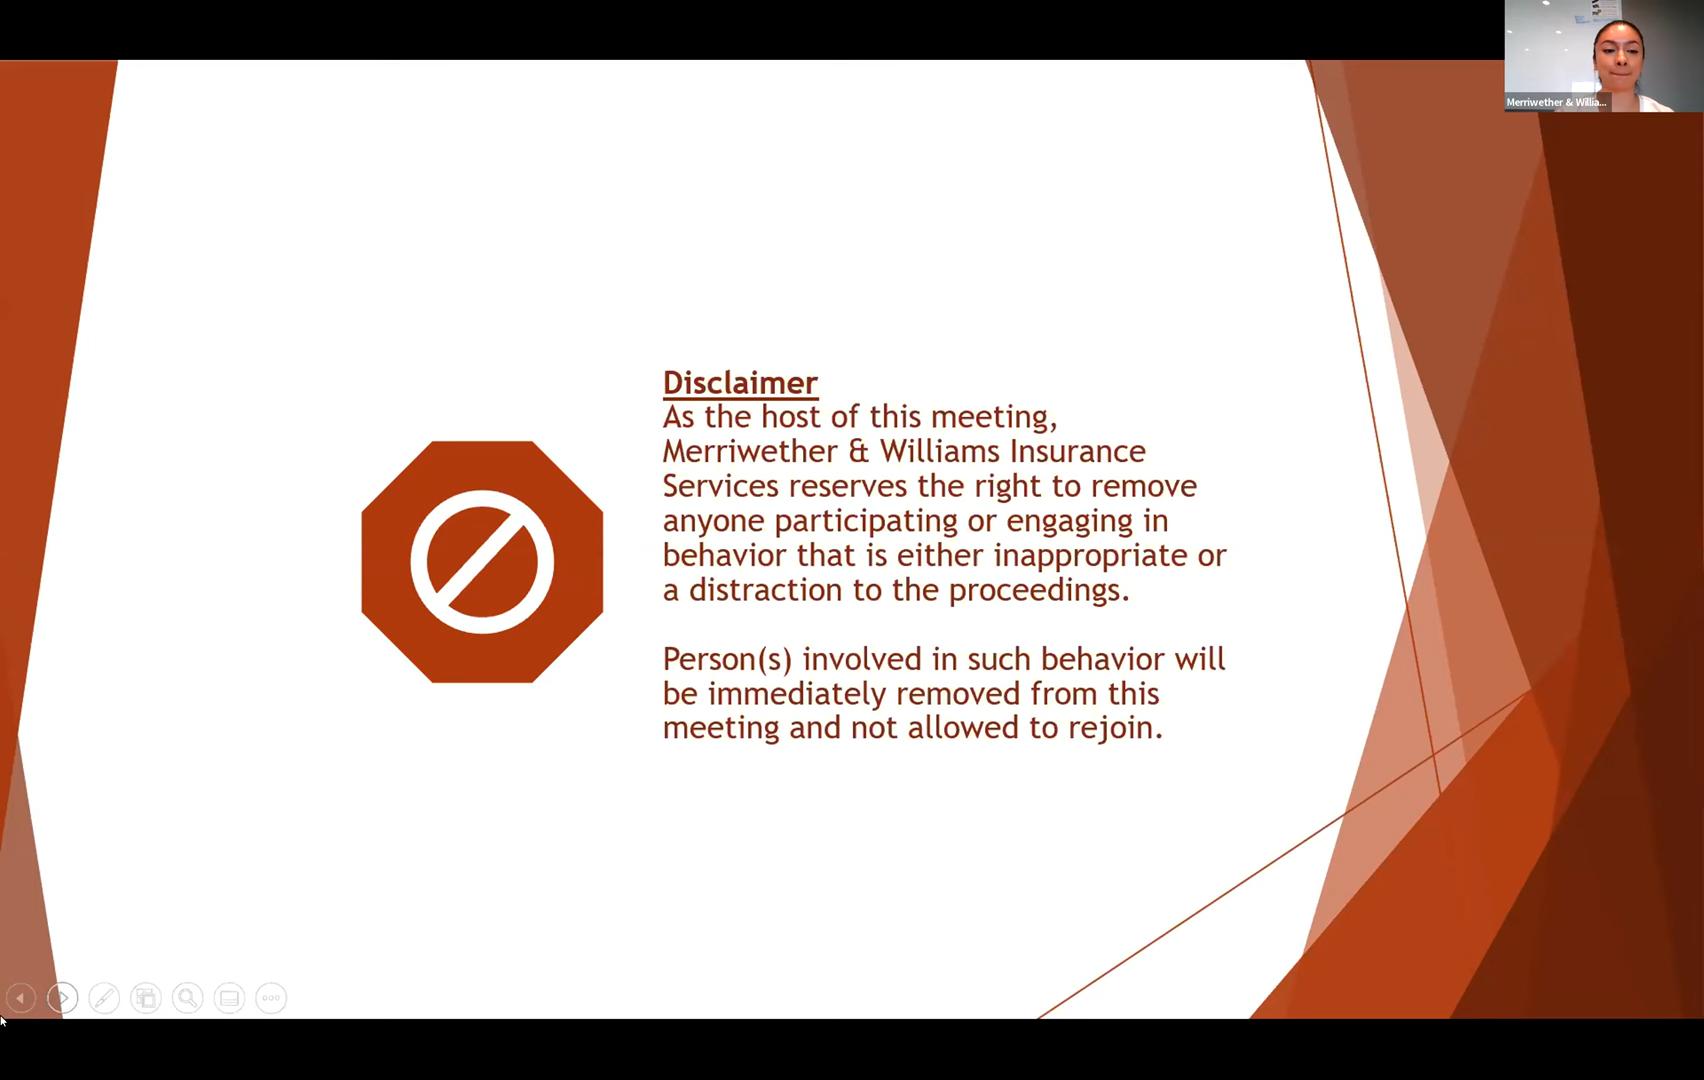 Merriwether & Willia...
Disclaimer
As the host of this meeting,
Merriwether & Williams Insurance
Services reserves the right to remove
anyone participating or engaging in
behavior that is either inappropriate or
a distraction to the proceedings.
Person(s) involved in such behavior will
be immediately removed from this
meeting and not allowed to rejoin.